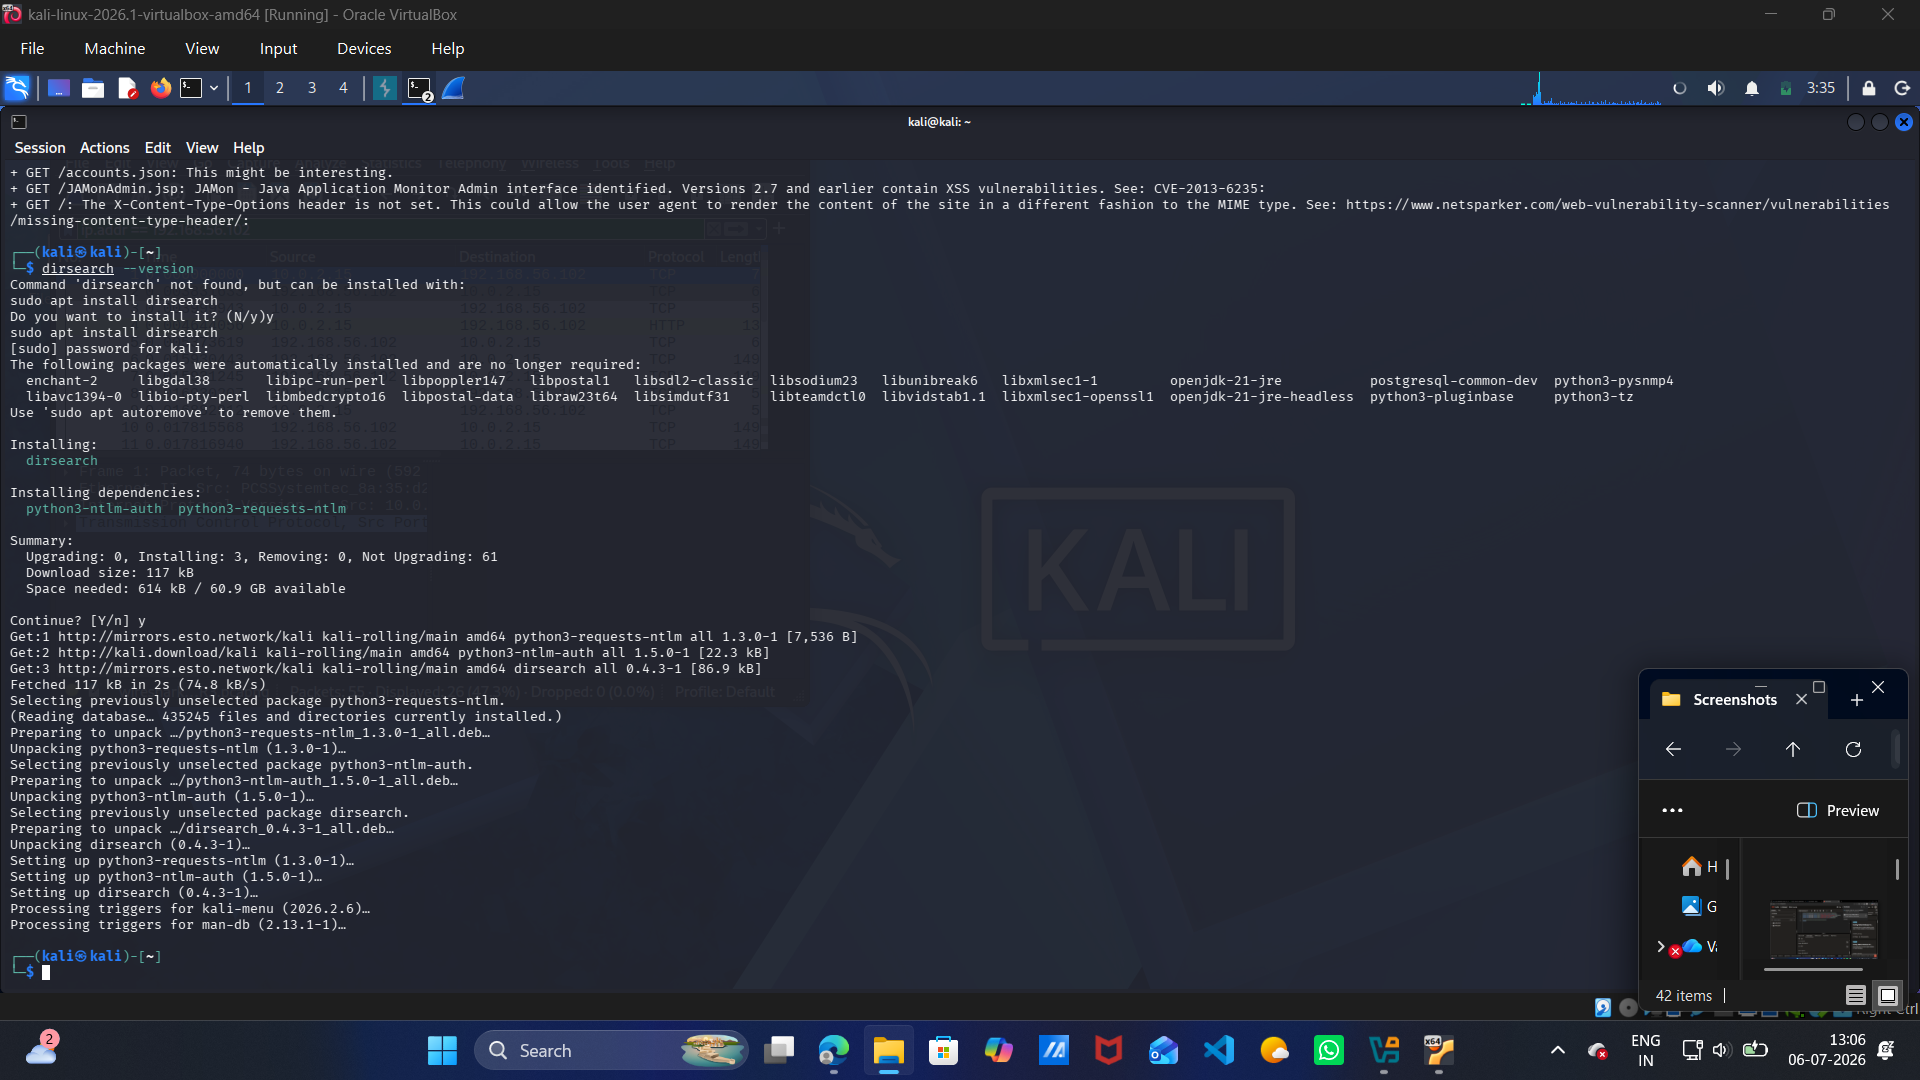 kali-linux-2026.1-virtualbox-amd64 [Running] - Oracle VirtualBox
File Machine View Input Devices Help
1 2 3 4 2 3:35
kali@kali: ~
Session Actions Edit View Help
+ GET /accounts.json: This might be interesting.
+ GET /JAMonAdmin.jsp: JAMon - Java Application Monitor Admin interface identified. Versions 2.7 and earlier contain XSS vulnerabilities. See: CVE-2013-6235:
+ GET /: The X-Content-Type-Options header is not set. This could allow the user agent to render the content of the site in a different fashion to the MIME type. See: https://www.netsparker.com/web-vulnerability-scanner/vulnerabilities
/missing-content-type-header/:
┌──(kali㉿kali)-[~]
└─$ dirsearch --version
Command 'dirsearch' not found, but can be installed with:
sudo apt install dirsearch
Do you want to install it? (N/y)y
sudo apt install dirsearch
[sudo] password for kali:
The following packages were automatically installed and are no longer required:
enchant-2 libgdal38 libipc-run-perl libpoppler147 libpostal1 libsdl2-classic libsodium23 libunibreak6 libxmlsec1-1 openjdk-21-jre postgresql-common-dev python3-pysnmp4
libavc1394-0 libio-pty-perl libmbedcrypto16 libpostal-data libraw23t64 libsimdutf31 libteamdctl0 libvidstab1.1 libxmlsec1-openssl1 openjdk-21-jre-headless python3-pluginbase python3-tz
Use 'sudo apt autoremove' to remove them.
Installing:
dirsearch
Installing dependencies:
python3-ntlm-auth python3-requests-ntlm
Summary:
Upgrading: 0, Installing: 3, Removing: 0, Not Upgrading: 61
Download size: 117 kB
Space needed: 614 kB / 60.9 GB available
Continue? [Y/n] y
Get:1 http://mirrors.esto.network/kali kali-rolling/main amd64 python3-requests-ntlm all 1.3.0-1 [7,536 B]
Get:2 http://kali.download/kali kali-rolling/main amd64 python3-ntlm-auth all 1.5.0-1 [22.3 kB]
Get:3 http://mirrors.esto.network/kali kali-rolling/main amd64 dirsearch all 0.4.3-1 [86.9 kB]
Fetched 117 kB in 2s (74.8 kB/s)
Selecting previously unselected package python3-requests-ntlm.
(Reading database… 435245 files and directories currently installed.)
Preparing to unpack …/python3-requests-ntlm_1.3.0-1_all.deb…
Unpacking python3-requests-ntlm (1.3.0-1)…
Selecting previously unselected package python3-ntlm-auth.
Preparing to unpack …/python3-ntlm-auth_1.5.0-1_all.deb…
Unpacking python3-ntlm-auth (1.5.0-1)…
Selecting previously unselected package dirsearch.
Preparing to unpack …/dirsearch_0.4.3-1_all.deb…
Unpacking dirsearch (0.4.3-1)…
Setting up python3-requests-ntlm (1.3.0-1)…
Setting up python3-ntlm-auth (1.5.0-1)…
Setting up dirsearch (0.4.3-1)…
Processing triggers for kali-menu (2026.2.6)…
Processing triggers for man-db (2.13.1-1)…
┌──(kali㉿kali)-[~]
└─$
KALI
Screenshots
Preview
H
G
Va
42 items
Right Ctrl
2
Search
ENG
IN
13:06
06-07-2026